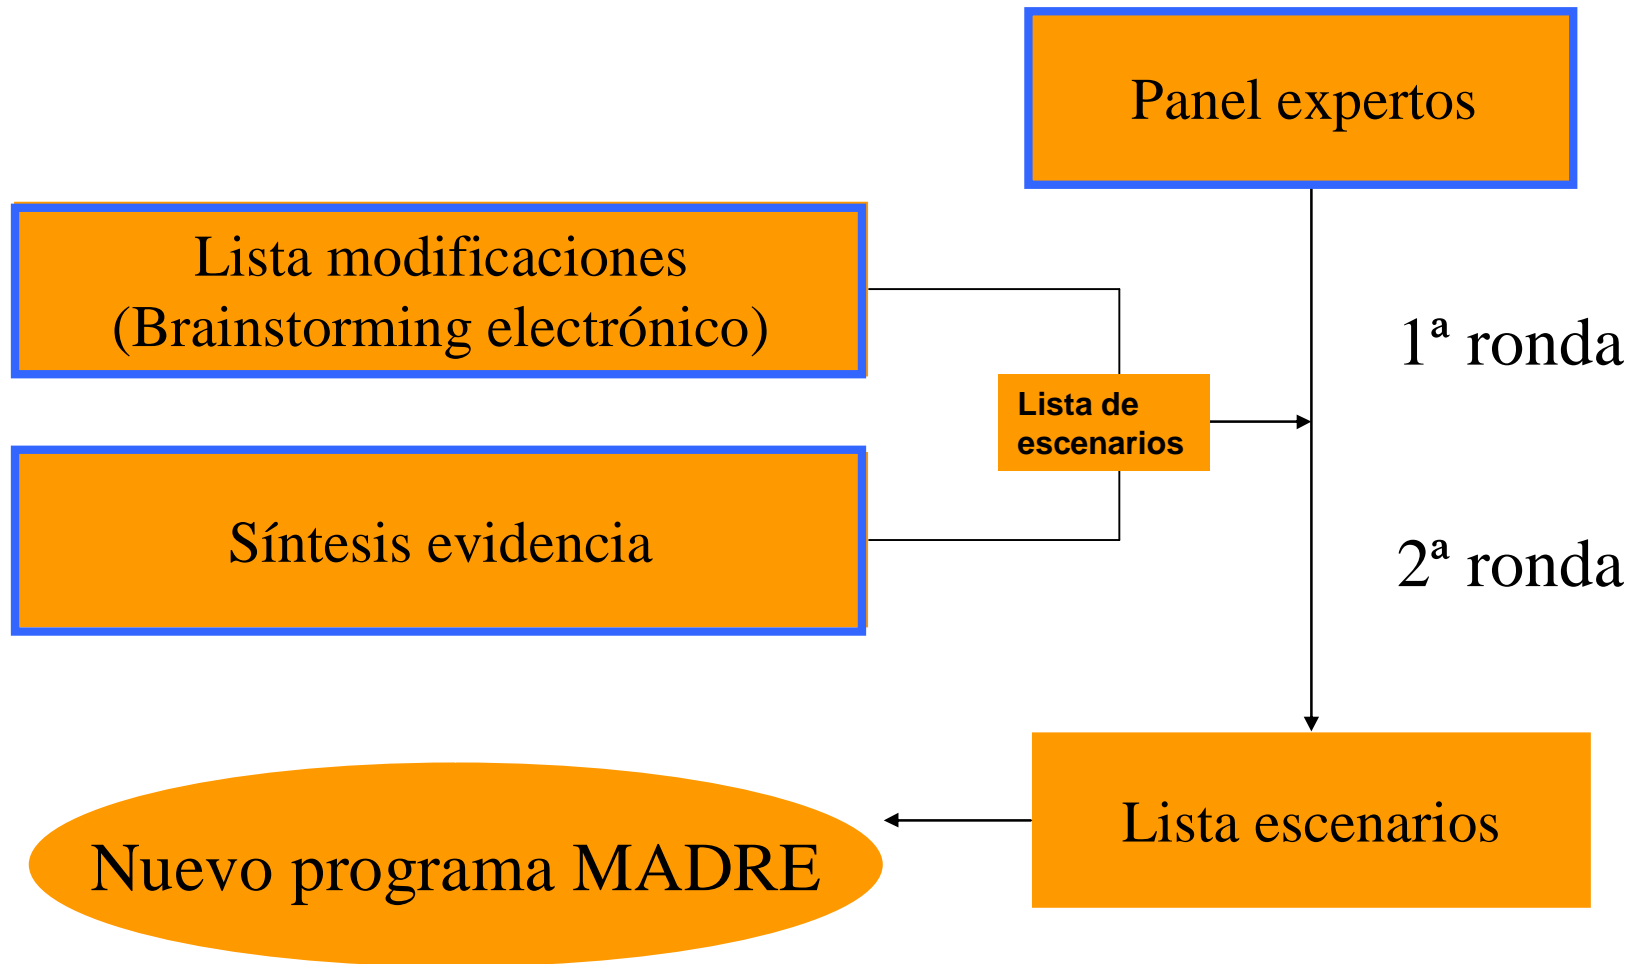 Panel expertos
Lista modificaciones
(Brainstorming electrónico)
1ª ronda
Lista de
escenarios
Síntesis evidencia
2ª ronda
Lista escenarios
Nuevo programa MADRE